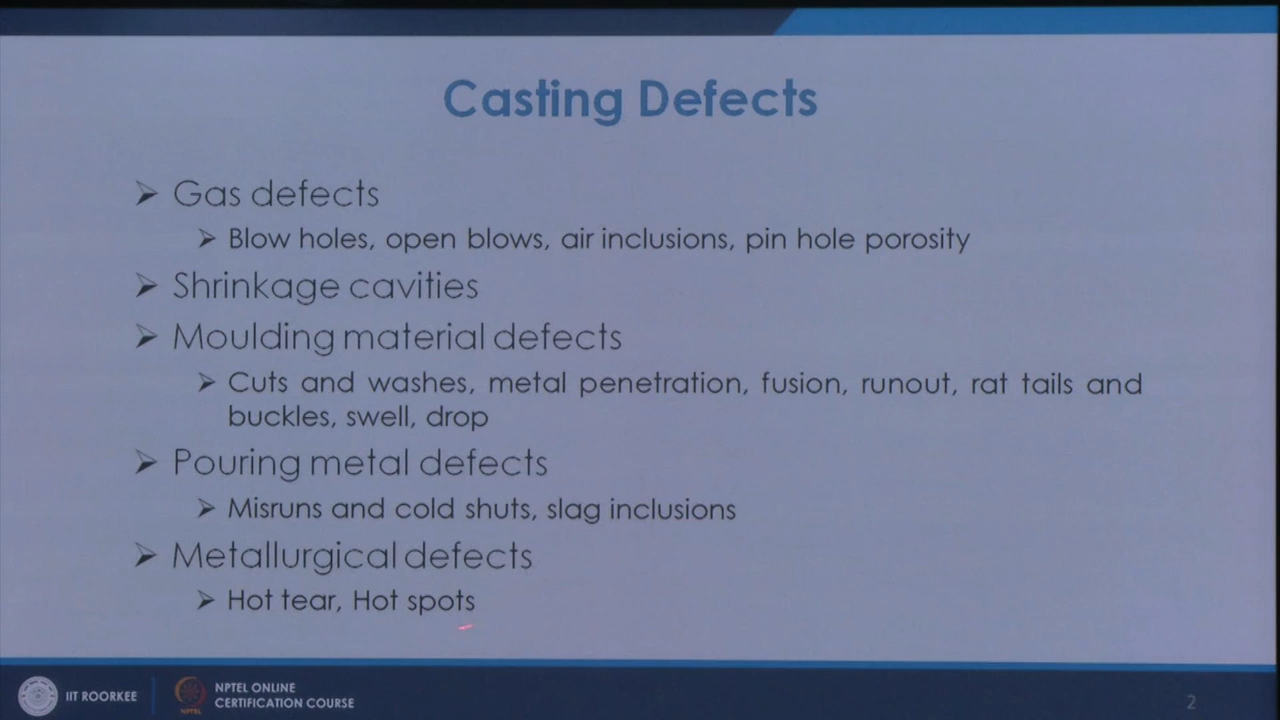 Casting Defects
➢ Gas defects
➢ Blow holes, open blows, air inclusions, pin hole porosity
➢ Shrinkage cavities
➢ Moulding material defects
➢ Cuts and washes, metal penetration, fusion, runout, rat tails and
buckles, swell, drop
➢ Pouring metal defects
➢ Misruns and cold shuts, slag inclusions
➢ Metallurgical defects
➢ Hot tear, Hot spots
IIT ROORKEE
NPTEL ONLINE
CERTIFICATION COURSE
NPTEL
2